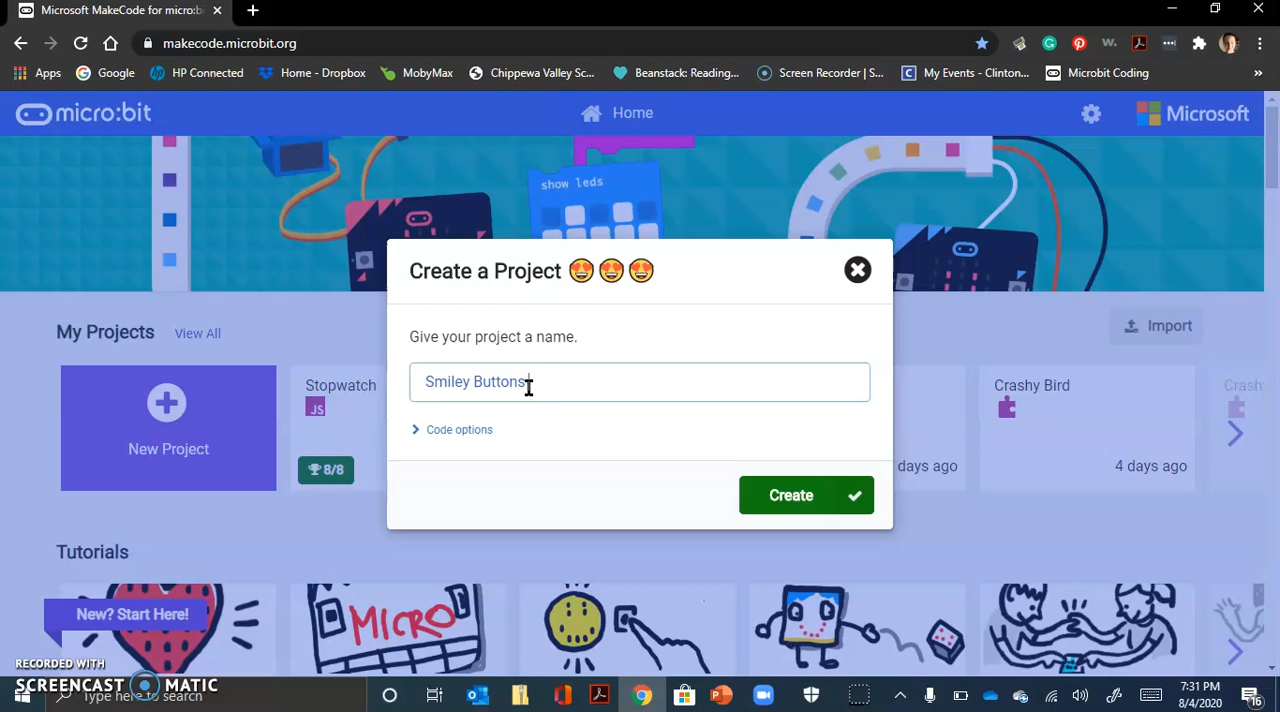 Microsoft MakeCode for micro:bit
makecode.microbit.org
Apps Google HP Connected Home - Dropbox MobyMax Chippewa Valley Sc... Beanstack: Reading... Screen Recorder | S... My Events - Clinton... Microbit Coding
micro:bit Home Microsoft
show leds
Create a Project
Give your project a name.
Smiley Buttons
Code options
Create
My Projects View All Import
New Project
Stopwatch
JS
8/8
days ago
Crashy Bird
4 days ago
Crash
Tutorials
New? Start Here!
MICRO
RECORDED WITH
SCREENCAST MATIC
Type here to search
7:31 PM
8/4/2020
16